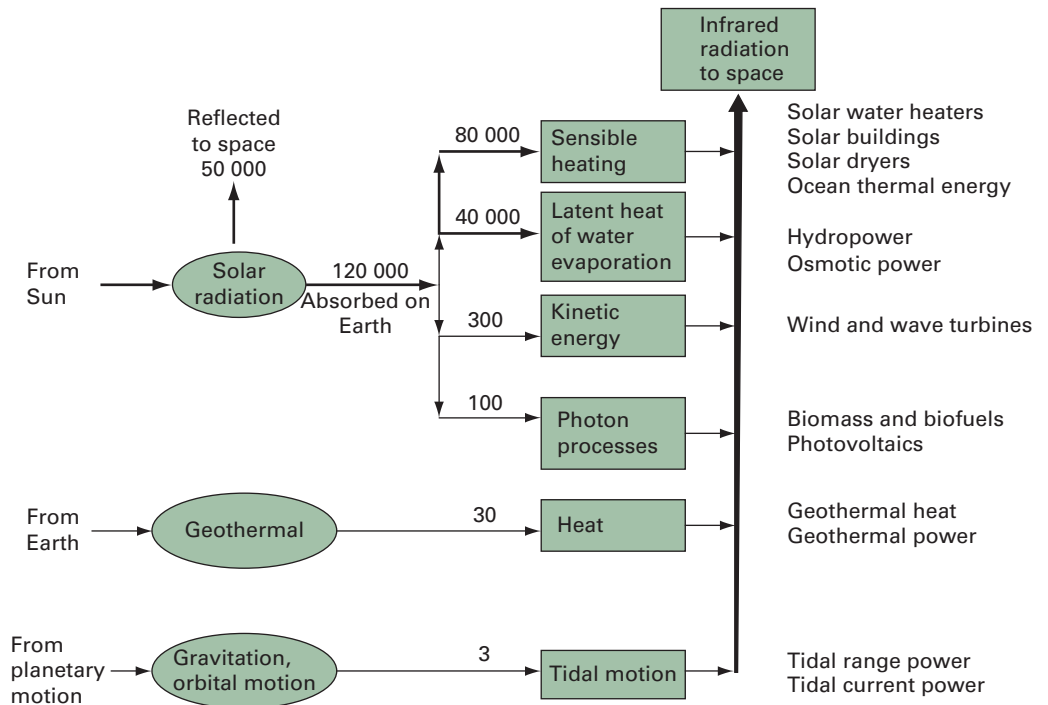 Infrared
radiation
to space
Reflected
to space
50 000
80 000
Sensible
heating
Solar water heaters
Solar buildings
Solar dryers
Ocean thermal energy
40 000
Latent heat
of water
evaporation
Hydropower
Osmotic power
From
Sun
Solar
radiation
120 000
Absorbed on
Earth
300
Kinetic
energy
Wind and wave turbines
100
Photon
processes
Biomass and biofuels
Photovoltaics
From
Earth
Geothermal
30
Heat
Geothermal heat
Geothermal power
From
planetary
motion
Gravitation,
orbital motion
3
Tidal motion
Tidal range power
Tidal current power